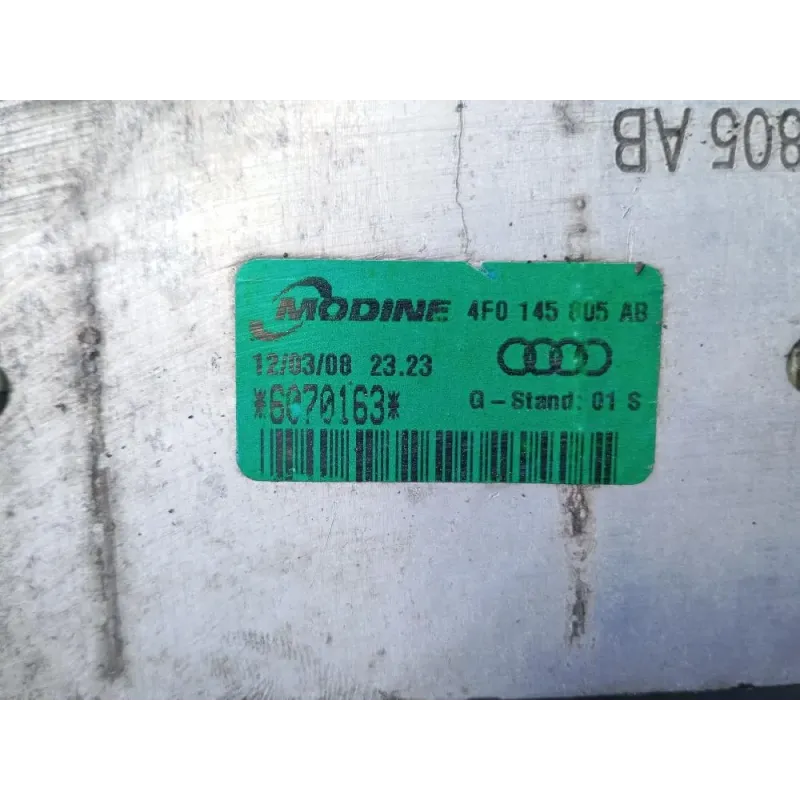 805 AB
MODINE 4F0 145 805 AB
12/03/08 23.23
*6070163*
Q-Stand: 01 S